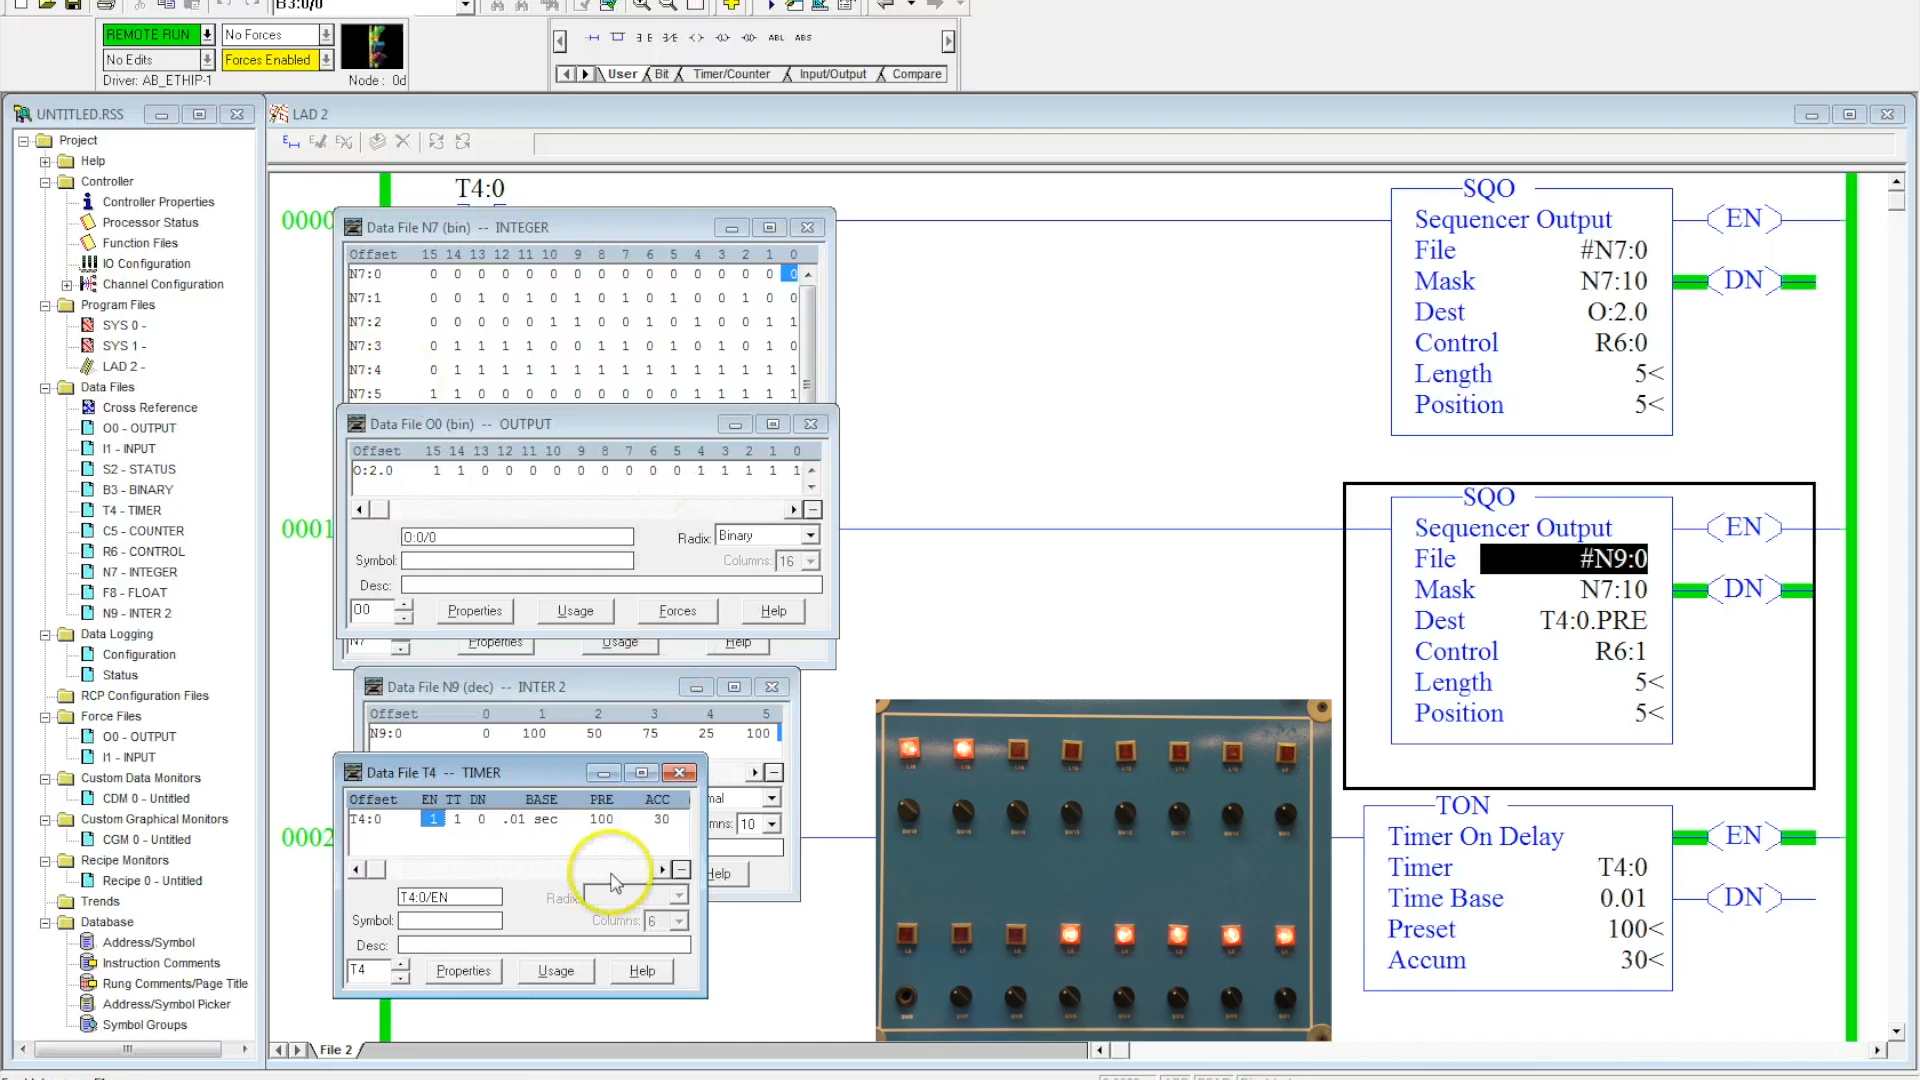 B3:0/0
REMOTE RUN
No Forces
No Edits
Forces Enabled
Driver: AB_ETHIP-1
Node : 0d
ABL ABS
User Bit Timer/Counter Input/Output Compare
UNTITLED.RSS
Project
Help
Controller
Controller Properties
Processor Status
Function Files
IO Configuration
Channel Configuration
Program Files
SYS 0 -
SYS 1 -
LAD 2 -
Data Files
Cross Reference
O0 - OUTPUT
I1 - INPUT
S2 - STATUS
B3 - BINARY
T4 - TIMER
C5 - COUNTER
R6 - CONTROL
N7 - INTEGER
F8 - FLOAT
N9 - INTER 2
Data Logging
Configuration
Status
RCP Configuration Files
Force Files
O0 - OUTPUT
I1 - INPUT
Custom Data Monitors
CDM 0 - Untitled
Custom Graphical Monitors
CGM 0 - Untitled
Recipe Monitors
Recipe 0 - Untitled
Trends
Database
Address/Symbol
Instruction Comments
Rung Comments/Page Title
Address/Symbol Picker
Symbol Groups
LAD 2
T4:0
0000
Data File N7 (bin) -- INTEGER
Offset 15 14 13 12 11 10 9 8 7 6 5 4 3 2 1 0
N7:0 0 0 0 0 0 0 0 0 0 0 0 0 0 0 0 0
N7:1 0 0 1 0 1 0 1 0 1 0 1 0 1 0 1 0
N7:2 0 0 0 0 0 1 1 0 0 1 0 1 0 0 1 1
N7:3 0 1 1 1 1 1 0 1 1 0 1 0 1 0 1 0
N7:4 0 1 1 1 1 1 1 1 1 1 1 1 1 1 1 1
N7:5 1 1 0 0 0 0 0 0 0 0 0 1 1 1 1 1
Data File O0 (bin) -- OUTPUT
Offset 15 14 13 12 11 10 9 8 7 6 5 4 3 2 1 0
O:2.0 1 1 0 0 0 0 0 0 0 0 0 1 1 1 1 1
O:0/0
Radix: Binary
Symbol:
Columns: 16
Desc:
O0
Properties Usage Forces Help
N7
Properties Usage Help
Data File N9 (dec) -- INTER 2
Offset 0 1 2 3 4 5
N9:0 0 100 50 75 25 100
mal
mns: 10
Help
Data File T4 -- TIMER
Offset EN TT DN BASE PRE ACC
T4:0 1 1 0 .01 sec 100 30
T4:0/EN
Radix
Symbol:
Columns: 6
Desc:
T4
Properties Usage Help
SQO
Sequencer Output
File #N7:0
Mask N7:10
Dest O:2.0
Control R6:0
Length 5<
Position 5<
EN
DN
0001
SQO
Sequencer Output
File #N9:0
Mask N7:10
Dest T4:0.PRE
Control R6:1
Length 5<
Position 5<
EN
DN
0002
TON
Timer On Delay
Timer T4:0
Time Base 0.01
Preset 100<
Accum 30<
EN
DN
File 2